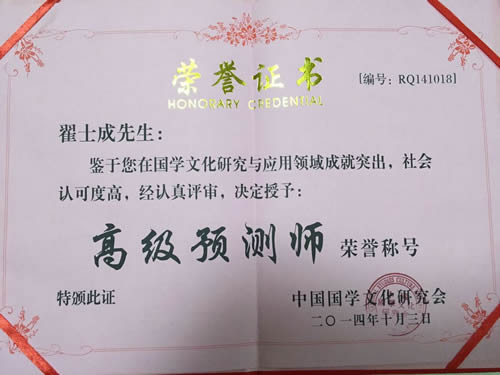 荣誉证书
HONORARY CREDENTIAL
[编号：RQ141018]
翟士成先生：
鉴于您在国学文化研究与应用领域成就突出，社会
认可度高，经认真评审，决定授予：
高级预测师 荣誉称号
特颁此证 中国国学文化研究会
二〇一四年十月三日